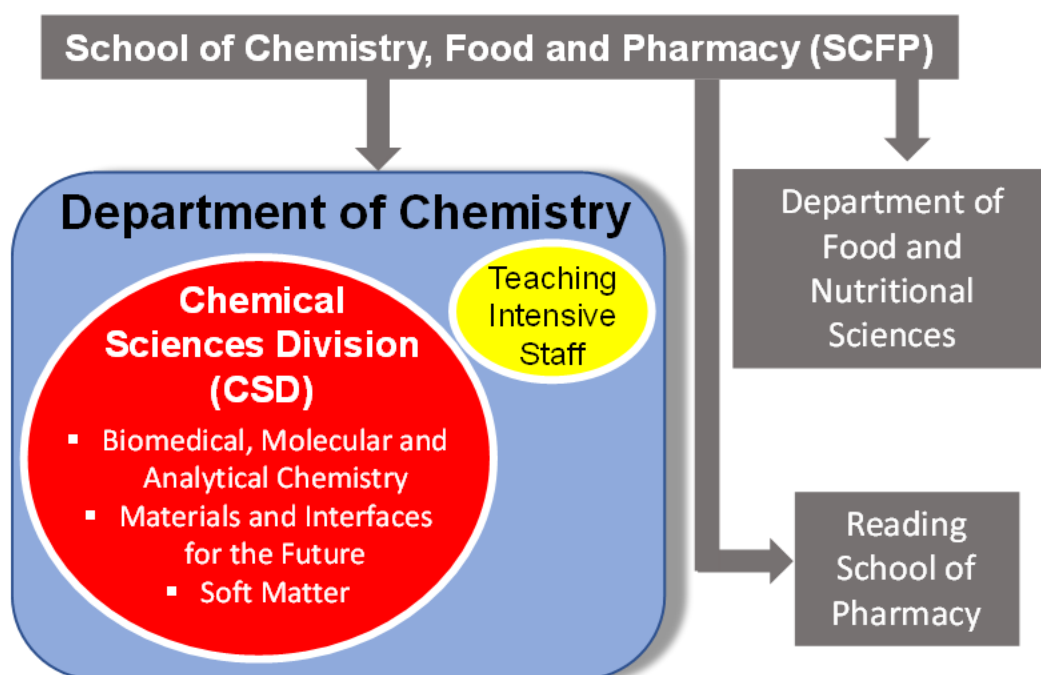 School of Chemistry, Food and Pharmacy (SCFP)
Department of Chemistry
Chemical
Sciences Division
(CSD)
▪ Biomedical, Molecular and
Analytical Chemistry
▪ Materials and Interfaces
for the Future
▪ Soft Matter
Teaching
Intensive
Staff
Department of
Food and
Nutritional
Sciences
Reading
School of
Pharmacy